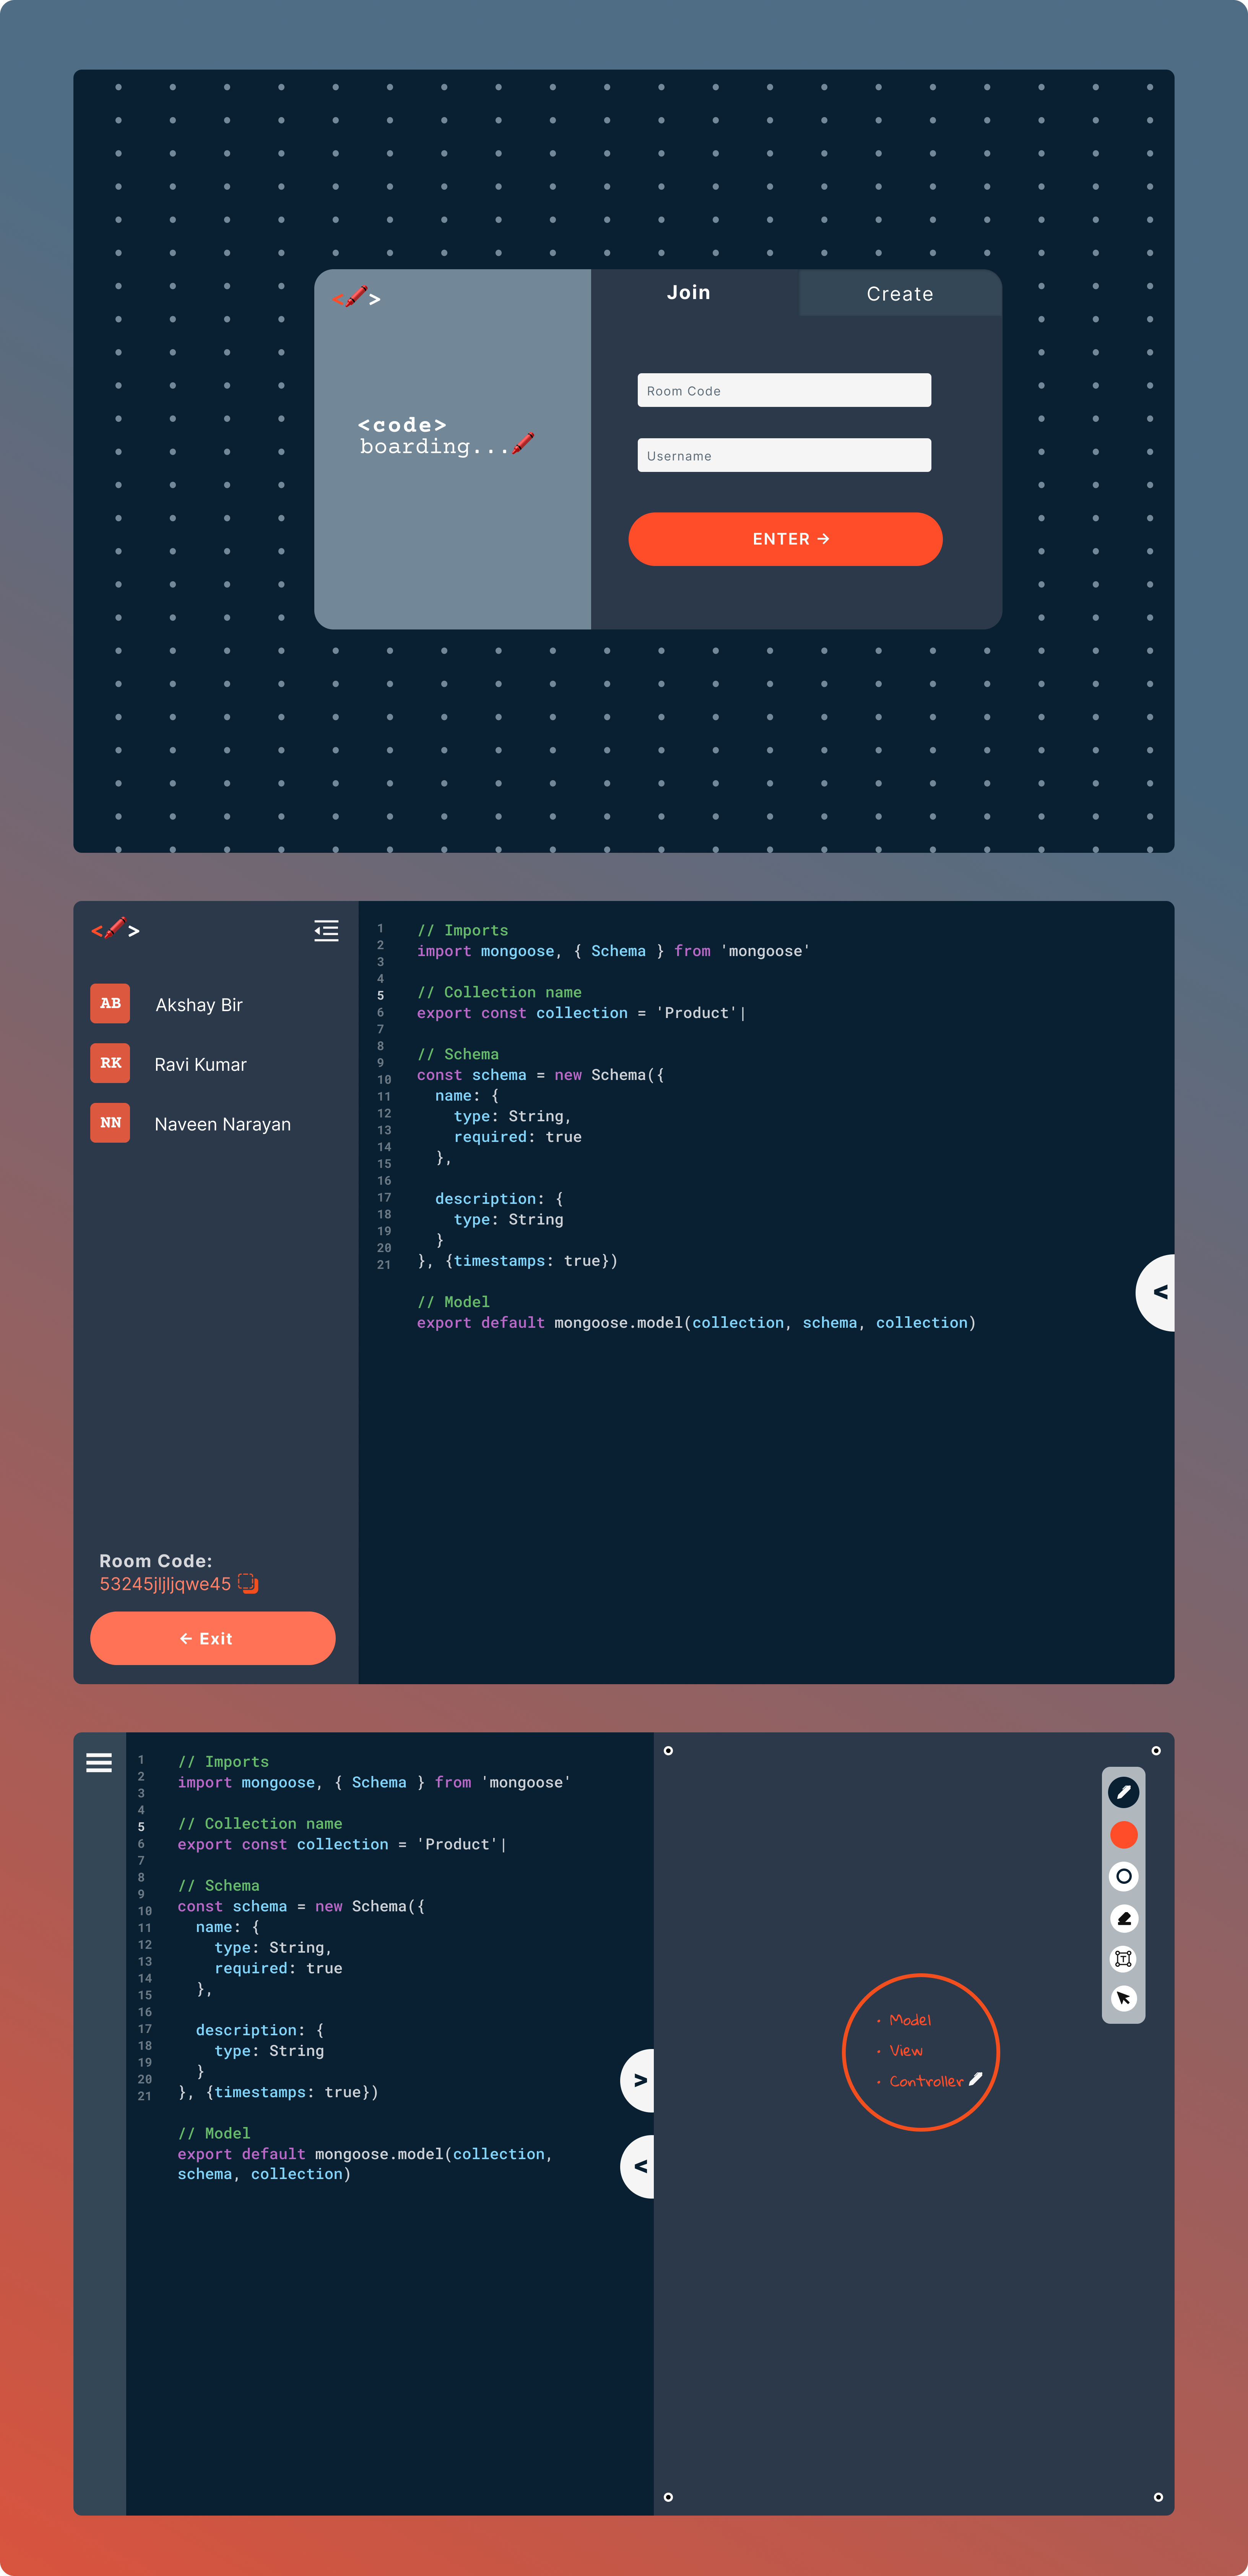 < >
Join
Create
Room Code
<code>
boarding...
Username
ENTER →
< >
AB Akshay Bir
RK Ravi Kumar
NN Naveen Narayan
Room Code:
53245jljljqwe45
← Exit
1
2
3
4
5
6
7
8
9
10
11
12
13
14
15
16
17
18
19
20
21
// Imports
import mongoose, { Schema } from 'mongoose'
// Collection name
export const collection = 'Product'|
// Schema
const schema = new Schema({
name: {
type: String,
required: true
},
description: {
type: String
}
}, {timestamps: true})
// Model
export default mongoose.model(collection, schema, collection)
<
1
2
3
4
5
6
7
8
9
10
11
12
13
14
15
16
17
18
19
20
21
// Imports
import mongoose, { Schema } from 'mongoose'
// Collection name
export const collection = 'Product'|
// Schema
const schema = new Schema({
name: {
type: String,
required: true
},
description: {
type: String
}
}, {timestamps: true})
// Model
export default mongoose.model(collection,
schema, collection)
>
<
• Model
• View
• Controller
T